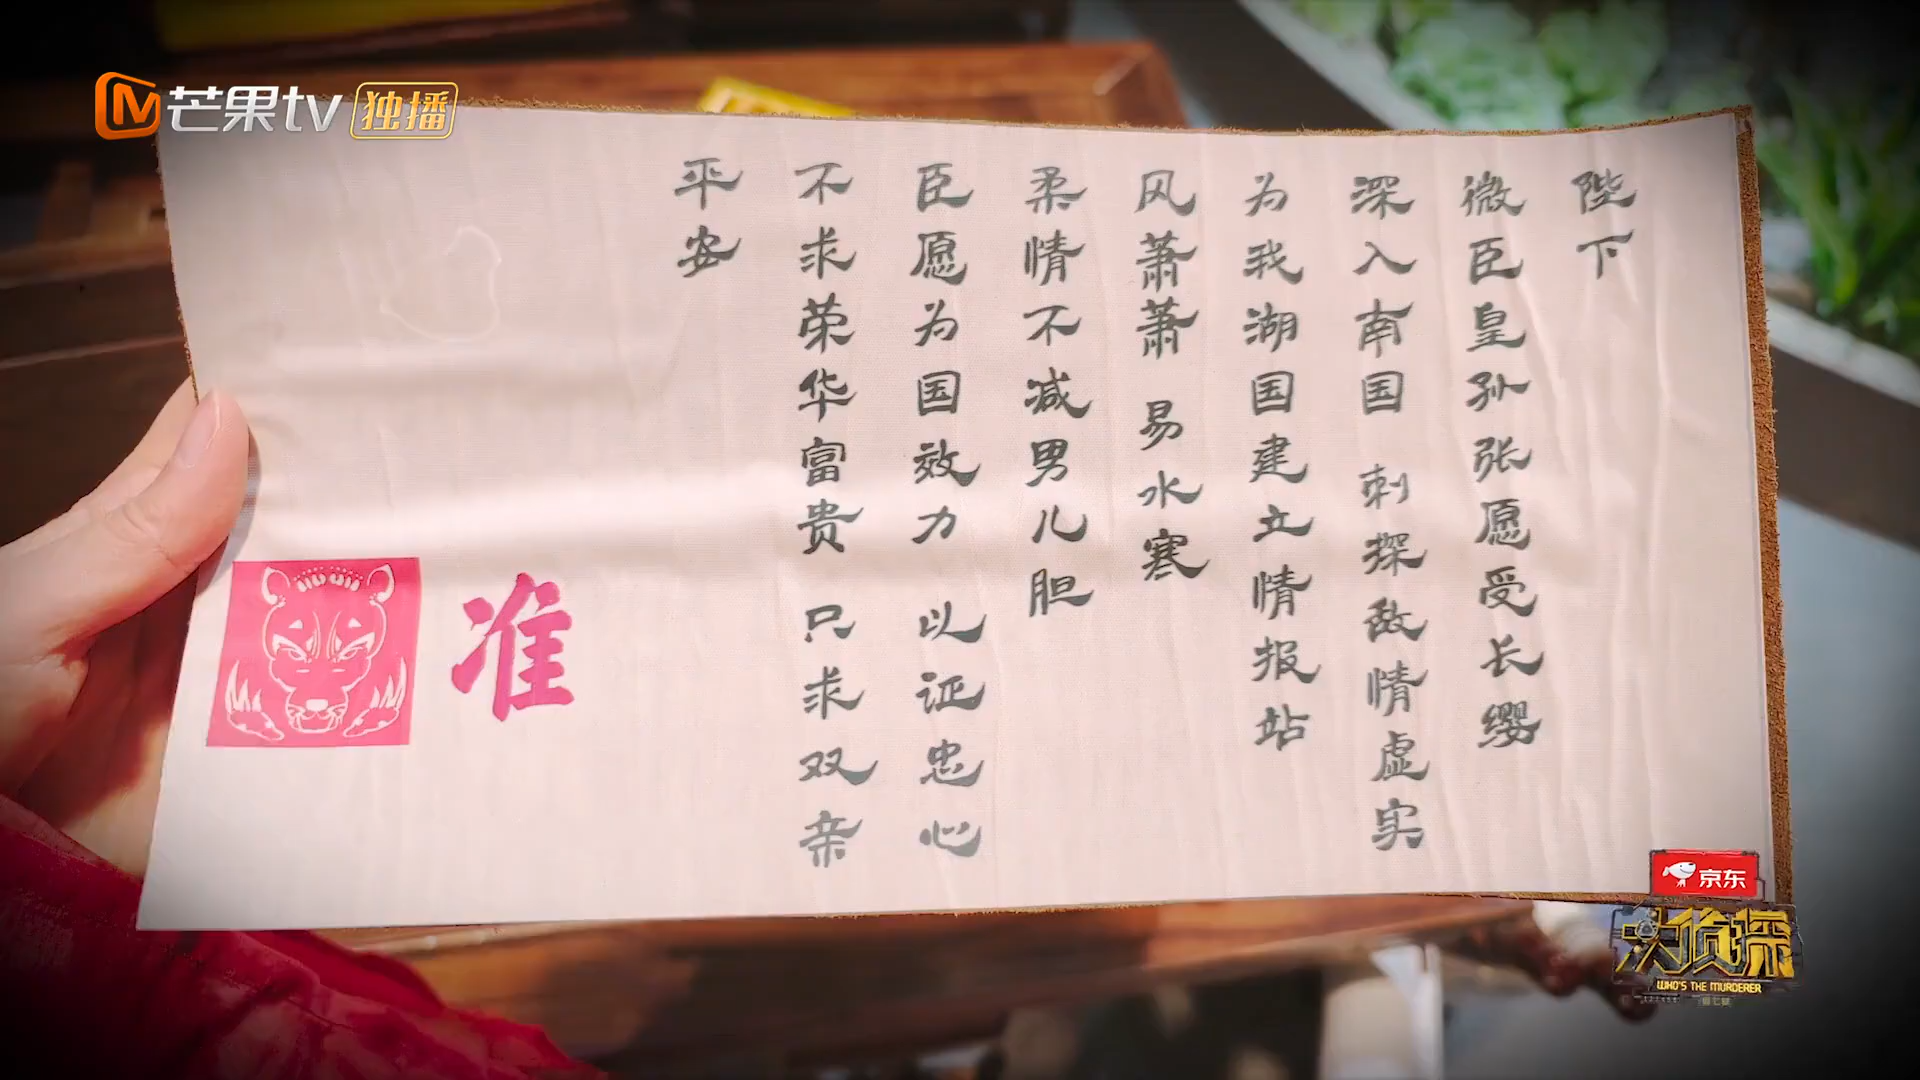 芒果tv 独播
陛下
微臣皇孙张愿受长缨
深入南国 刺探敌情虚实
为我湖国建立情报站
风萧萧 易水寒
柔情不减男儿胆
臣愿为国效力 以证忠心
不求荣华富贵 只求双亲
平安
准
京东
大侦探
WHO'S THE MURDERER
第七季